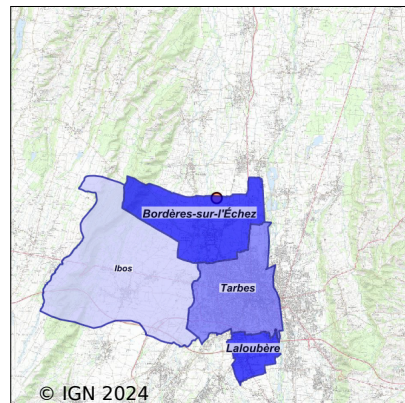 Bordères-sur-l'Échez
Ibos
Tarbes
Laloubère
© IGN 2024